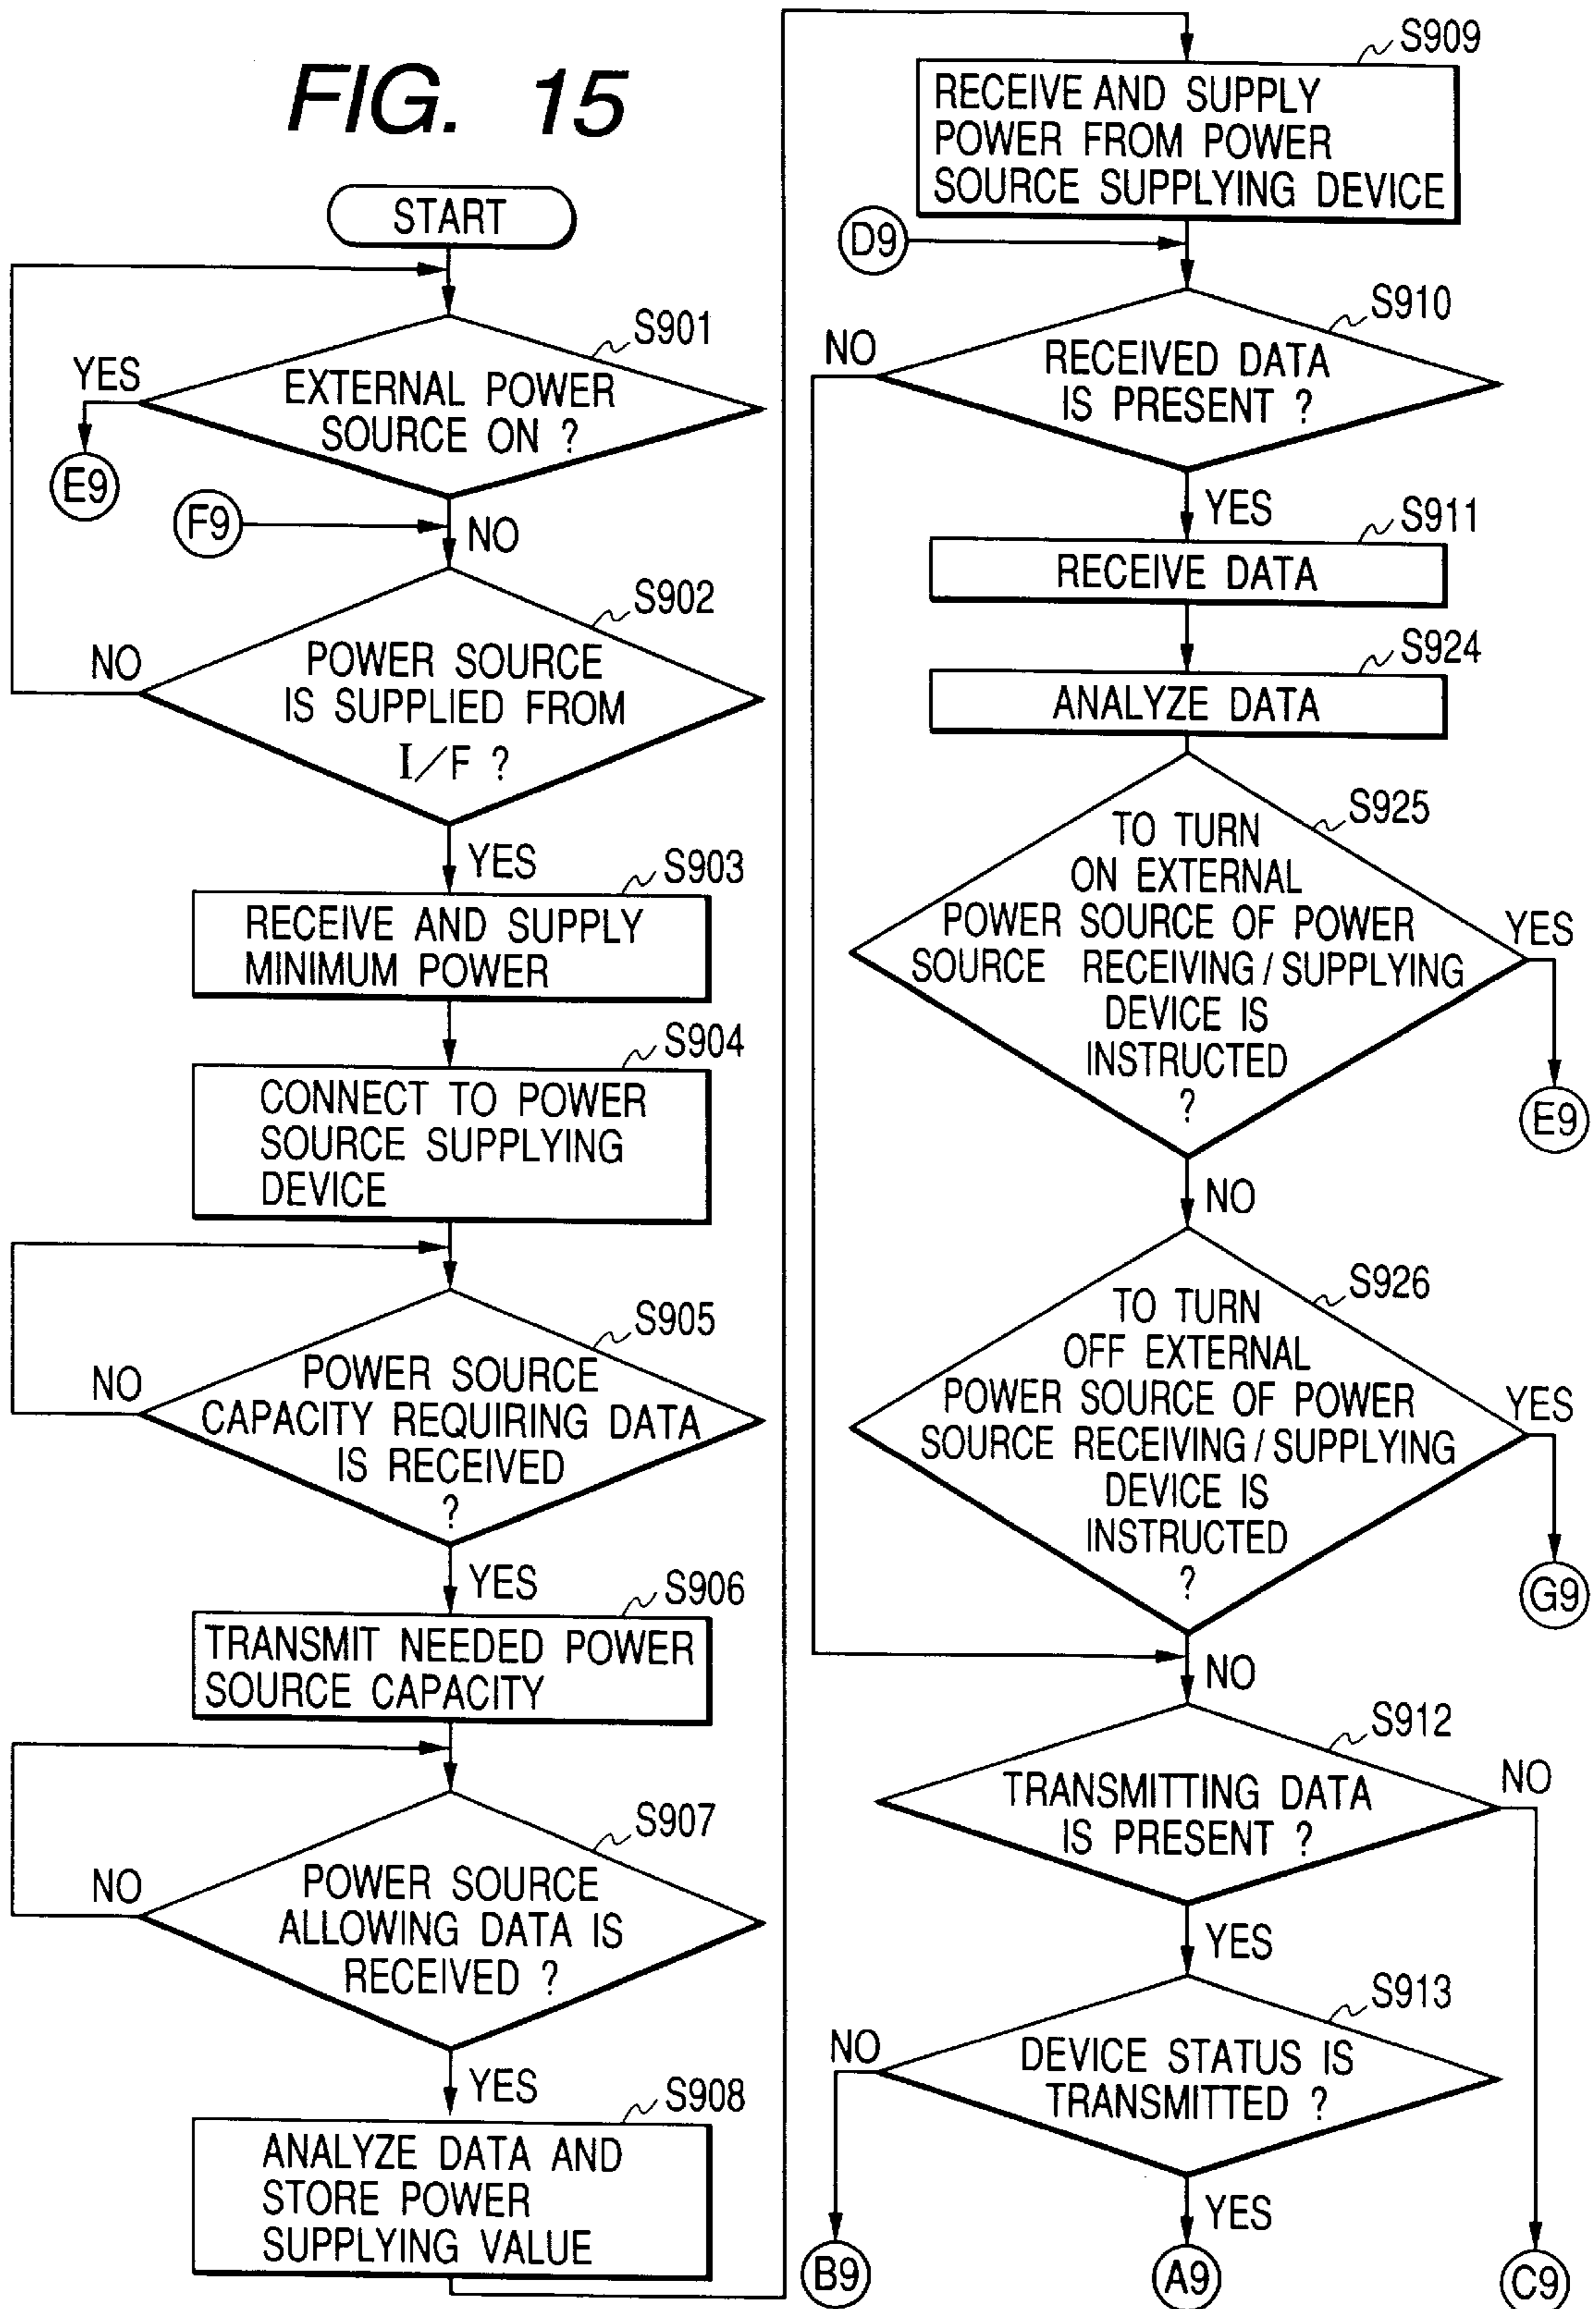 FIG. 15
START
S901
YES
EXTERNAL POWER
SOURCE ON ?
E9
F9
NO
S902
NO
POWER SOURCE
IS SUPPLIED FROM
I/F ?
YES
S903
RECEIVE AND SUPPLY
MINIMUM POWER
S904
CONNECT TO POWER
SOURCE SUPPLYING
DEVICE
S905
NO
POWER SOURCE
CAPACITY REQUIRING DATA
IS RECEIVED
?
YES
S906
TRANSMIT NEEDED POWER
SOURCE CAPACITY
S907
NO
POWER SOURCE
ALLOWING DATA IS
RECEIVED ?
YES
S908
ANALYZE DATA AND
STORE POWER
SUPPLYING VALUE
S909
RECEIVE AND SUPPLY
POWER FROM POWER
SOURCE SUPPLYING DEVICE
D9
S910
NO
RECEIVED DATA
IS PRESENT ?
YES
S911
RECEIVE DATA
S924
ANALYZE DATA
S925
TO TURN
ON EXTERNAL
POWER SOURCE OF POWER
SOURCE RECEIVING/SUPPLYING
DEVICE IS
INSTRUCTED
?
YES
E9
NO
S926
TO TURN
OFF EXTERNAL
POWER SOURCE OF POWER
SOURCE RECEIVING/SUPPLYING
DEVICE IS
INSTRUCTED
?
YES
G9
NO
S912
TRANSMITTING DATA
IS PRESENT ?
NO
YES
S913
NO
DEVICE STATUS IS
TRANSMITTED ?
YES
B9
A9
C9